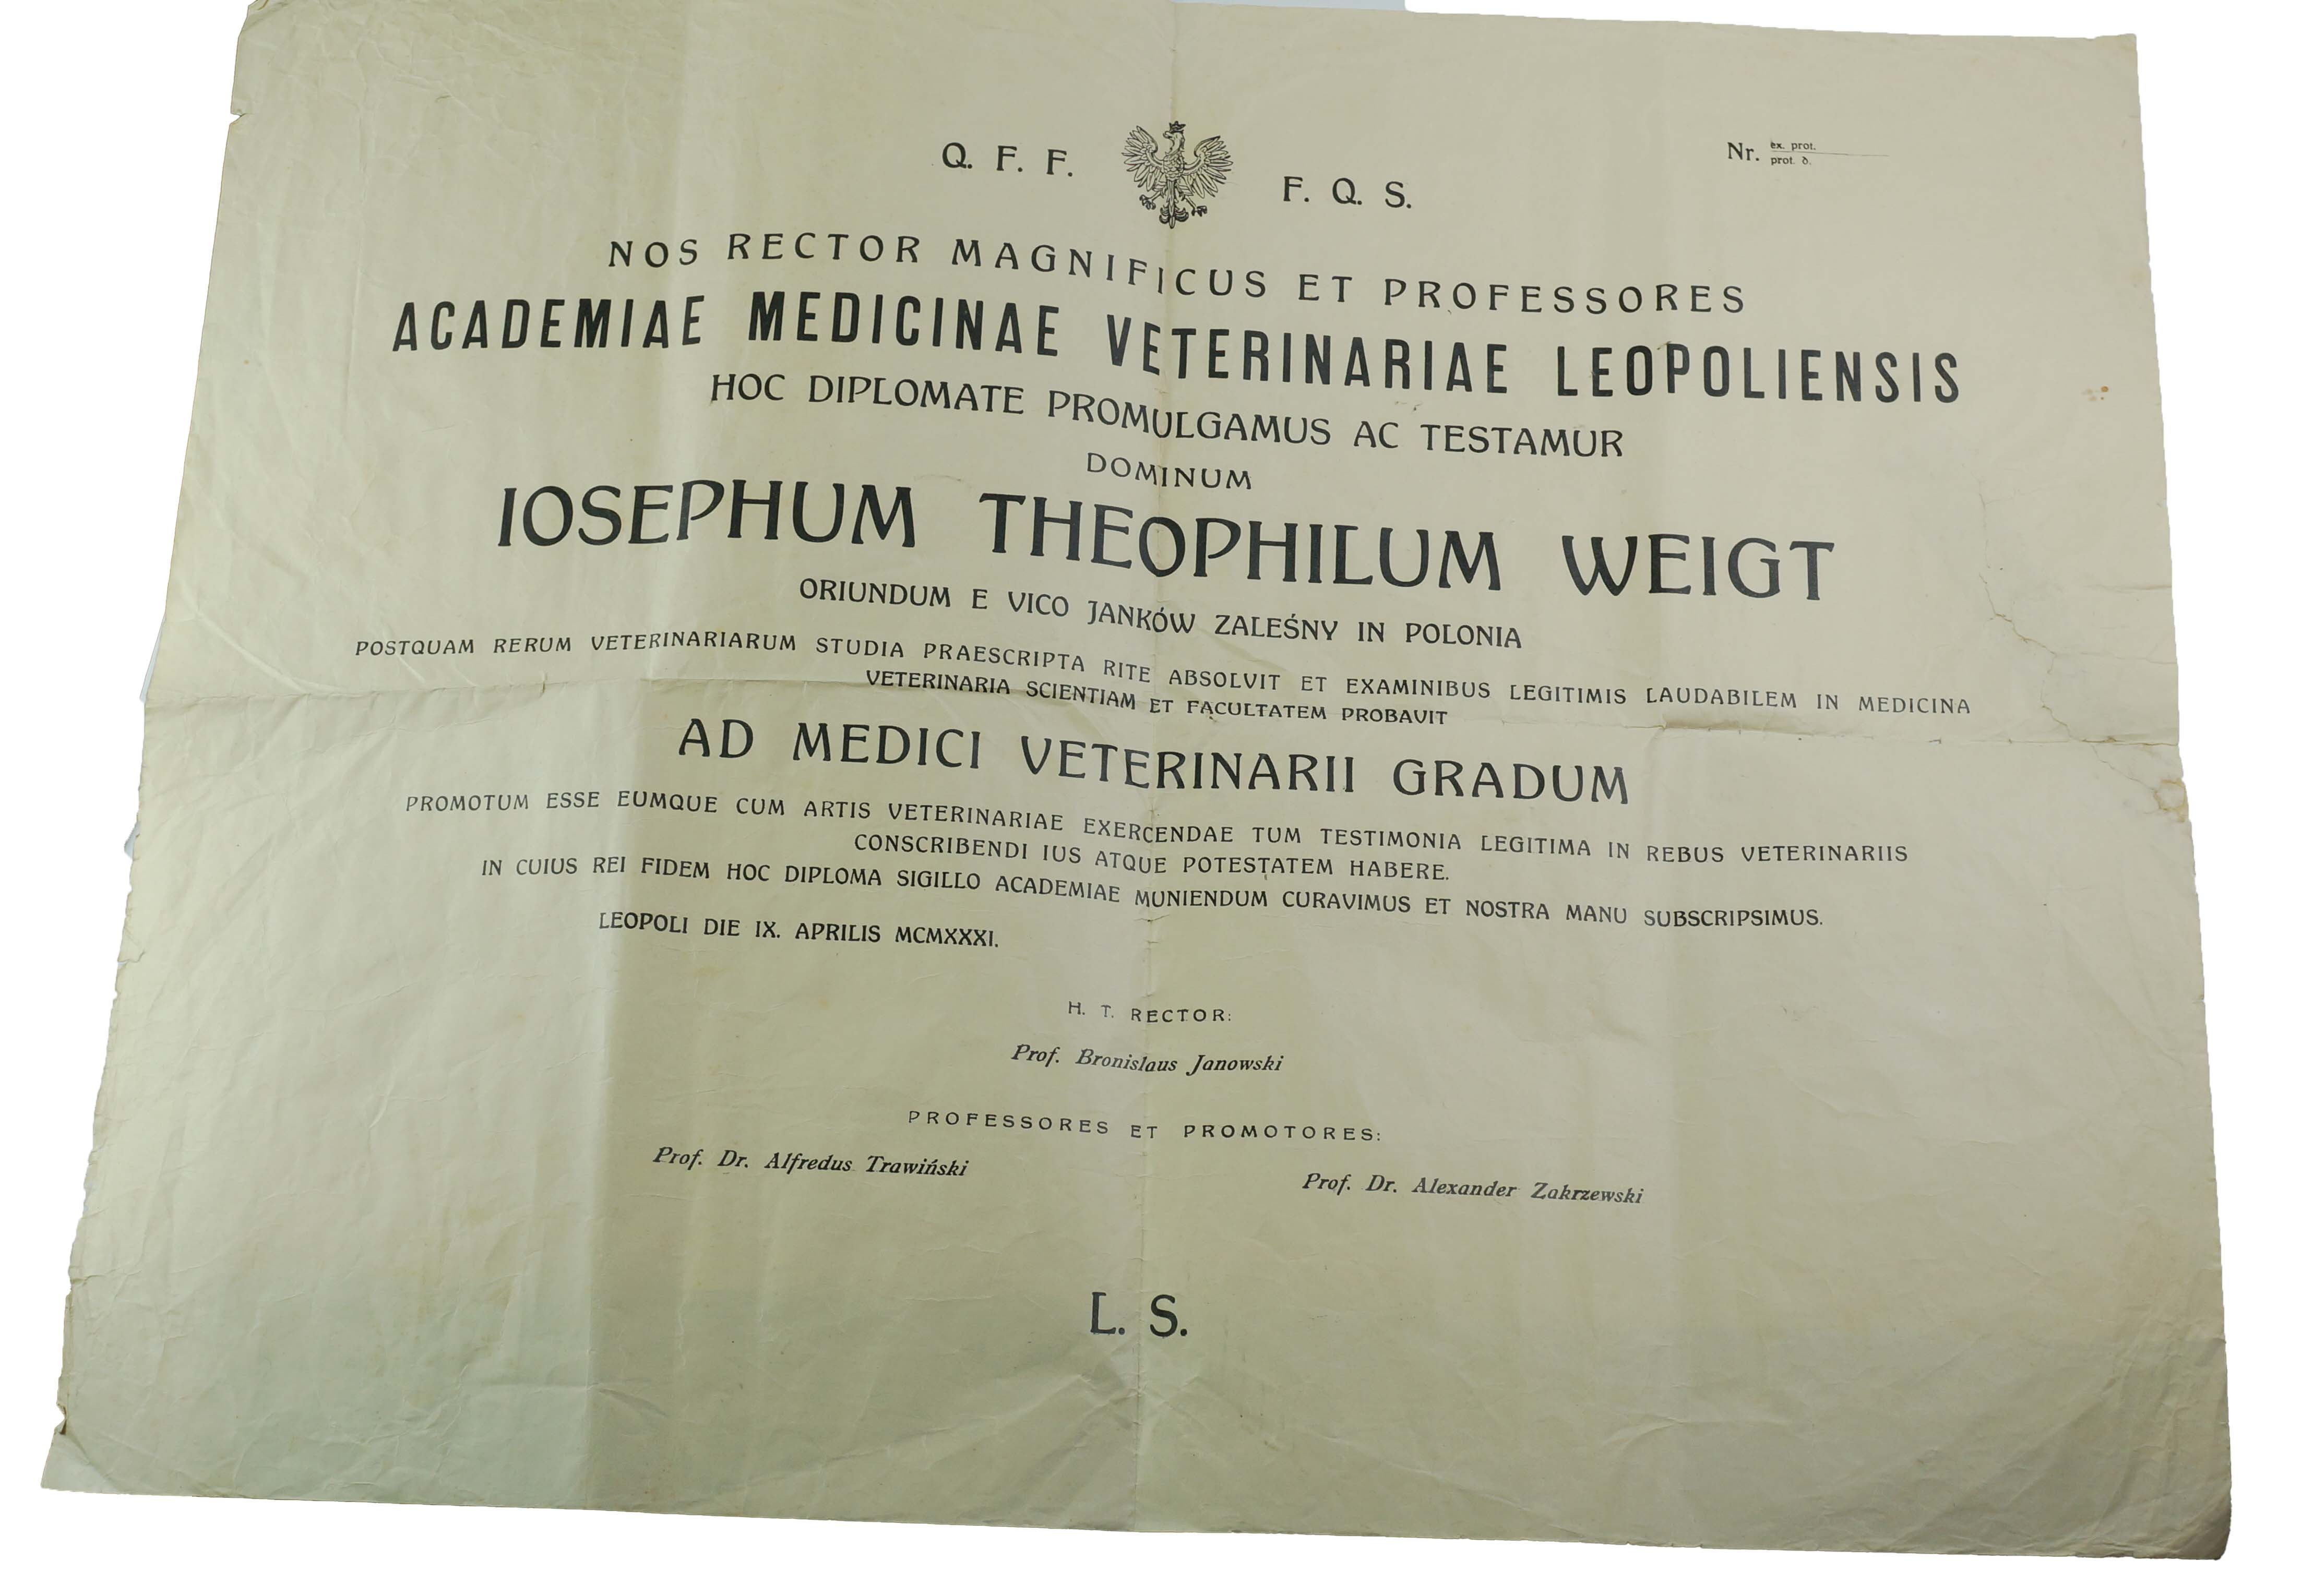 Q. F. F. F. Q. S.
Nr. ex. prot.
prot. d.
NOS RECTOR MAGNIFICUS ET PROFESSORES
ACADEMIAE MEDICINAE VETERINARIAE LEOPOLIENSIS
HOC DIPLOMATE PROMULGAMUS AC TESTAMUR
DOMINUM
IOSEPHUM THEOPHILUM WEIGT
ORIUNDUM E VICO JANKÓW ZALEŚNY IN POLONIA
POSTQUAM RERUM VETERINARIARUM STUDIA PRAESCRIPTA RITE ABSOLVIT ET EXAMINIBUS LEGITIMIS LAUDABILEM IN MEDICINA
VETERINARIA SCIENTIAM ET FACULTATEM PROBAVIT
AD MEDICI VETERINARII GRADUM
PROMOTUM ESSE EUMQUE CUM ARTIS VETERINARIAE EXERCENDAE TUM TESTIMONIA LEGITIMA IN REBUS VETERINARIIS
CONSCRIBENDI IUS ATQUE POTESTATEM HABERE.
IN CUIUS REI FIDEM HOC DIPLOMA SIGILLO ACADEMIAE MUNIENDUM CURAVIMUS ET NOSTRA MANU SUBSCRIPSIMUS.
LEOPOLI DIE IX. APRILIS MCMXXXI.
H. T. RECTOR:
Prof. Bronislaus Janowski
PROFESSORES ET PROMOTORES:
Prof. Dr. Alfredus Trawiński
Prof. Dr. Alexander Zakrzewski
L. S.